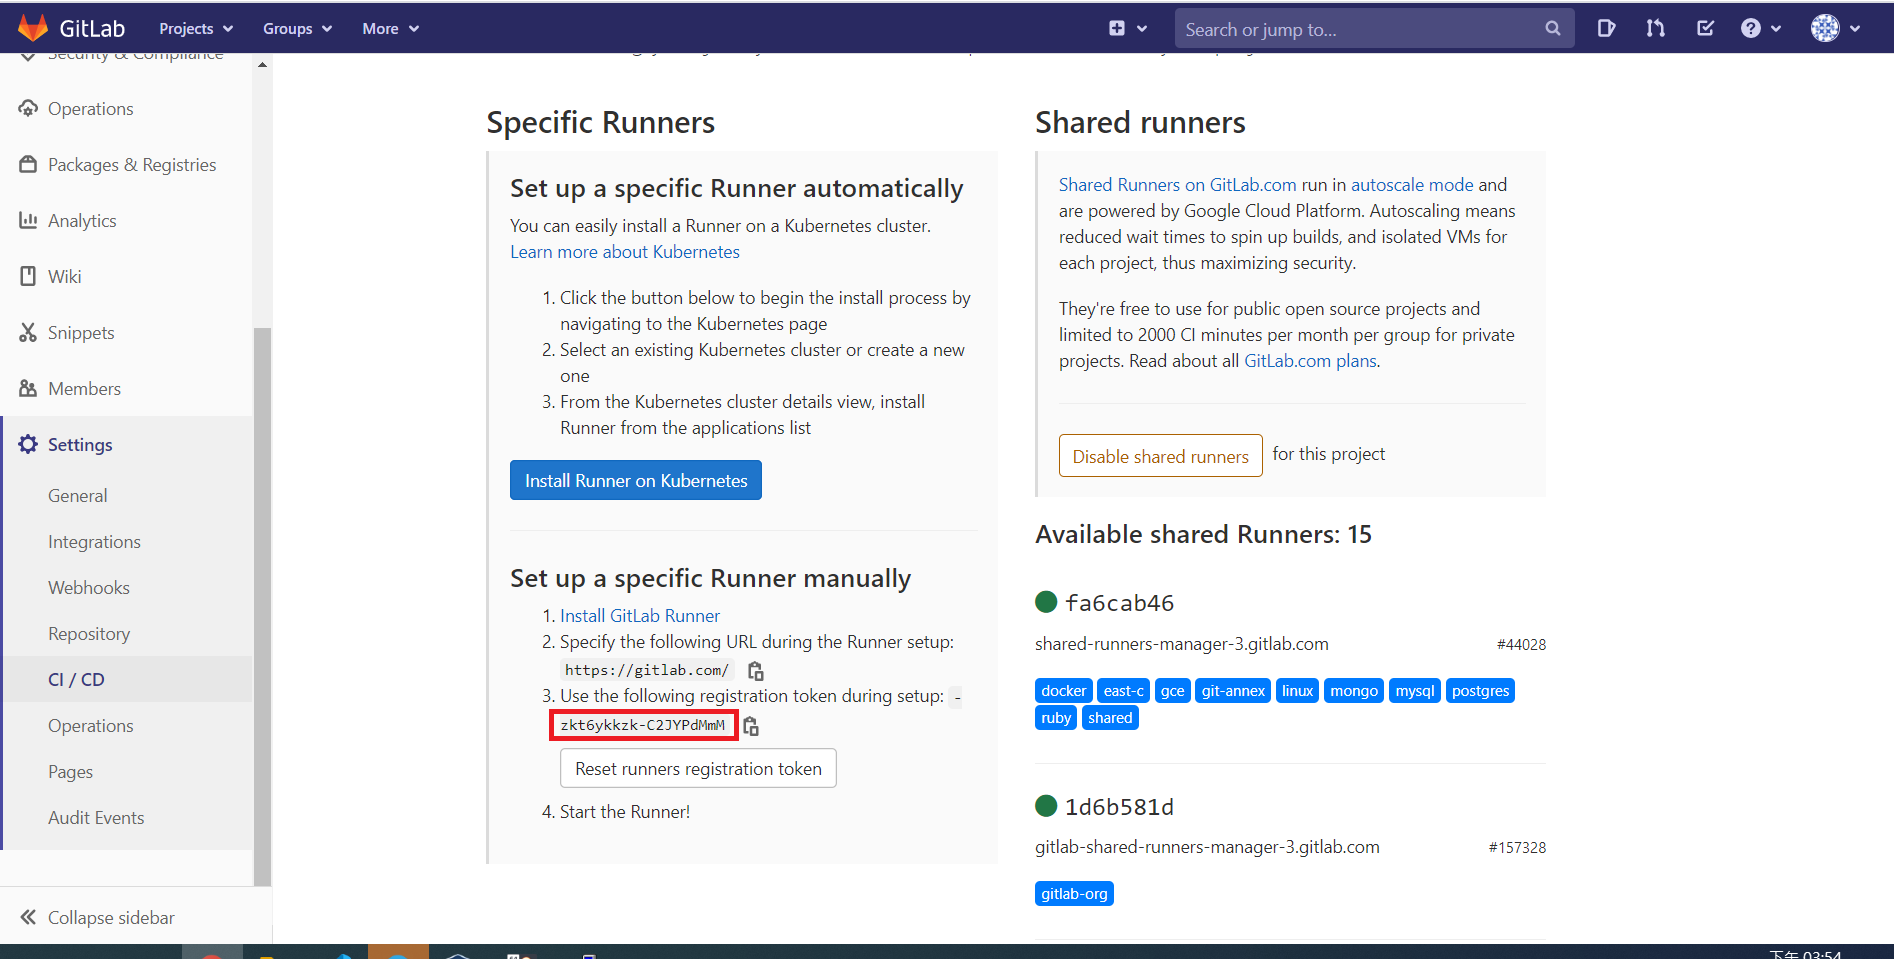 GitLab Projects Groups More Search or jump to...
Security & Compliance
Operations
Packages & Registries
Analytics
Wiki
Snippets
Members
Settings
General
Integrations
Webhooks
Repository
CI / CD
Operations
Pages
Audit Events
Collapse sidebar
Specific Runners
Set up a specific Runner automatically
You can easily install a Runner on a Kubernetes cluster.
Learn more about Kubernetes
1. Click the button below to begin the install process by
navigating to the Kubernetes page
2. Select an existing Kubernetes cluster or create a new
one
3. From the Kubernetes cluster details view, install
Runner from the applications list
Install Runner on Kubernetes
Set up a specific Runner manually
1. Install GitLab Runner
2. Specify the following URL during the Runner setup:
https://gitlab.com/
3. Use the following registration token during setup: -
zkt6ykkzk-C2JYPdMmM
Reset runners registration token
4. Start the Runner!
Shared runners
Shared Runners on GitLab.com run in autoscale mode and
are powered by Google Cloud Platform. Autoscaling means
reduced wait times to spin up builds, and isolated VMs for
each project, thus maximizing security.
They're free to use for public open source projects and
limited to 2000 CI minutes per month per group for private
projects. Read about all GitLab.com plans.
Disable shared runners for this project
Available shared Runners: 15
fa6cab46
shared-runners-manager-3.gitlab.com #44028
docker east-c gce git-annex linux mongo mysql postgres
ruby shared
1d6b581d
gitlab-shared-runners-manager-3.gitlab.com #157328
gitlab-org
下午 03:54